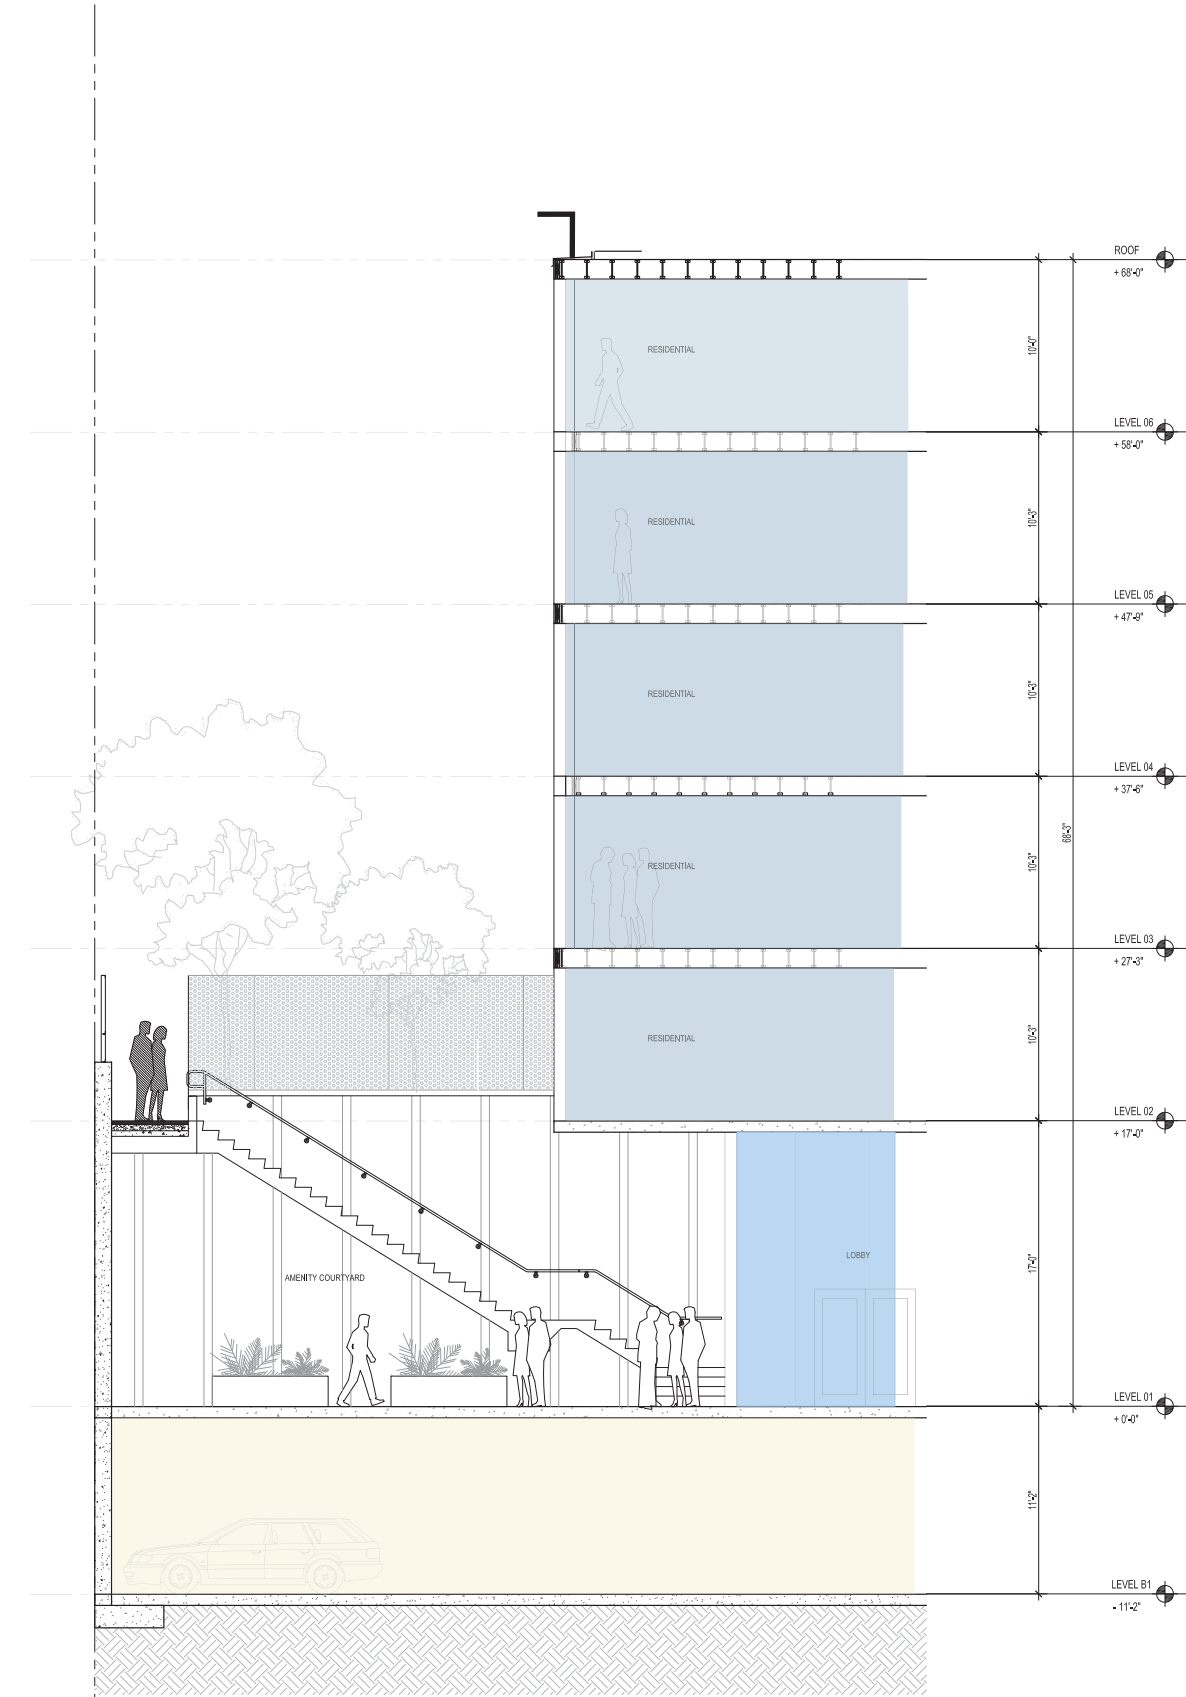 ROOF
+ 68'-0"
10'-0"
RESIDENTIAL
LEVEL 06
+ 58'-0"
10'-3"
RESIDENTIAL
LEVEL 05
+ 47'-9"
10'-3"
RESIDENTIAL
LEVEL 04
+ 37'-6"
68'-3"
10'-3"
RESIDENTIAL
LEVEL 03
+ 27'-3"
10'-3"
RESIDENTIAL
LEVEL 02
+ 17'-0"
17'-0"
LOBBY
AMENITY COURTYARD
LEVEL 01
+ 0'-0"
11'-2"
LEVEL B1
- 11'-2"